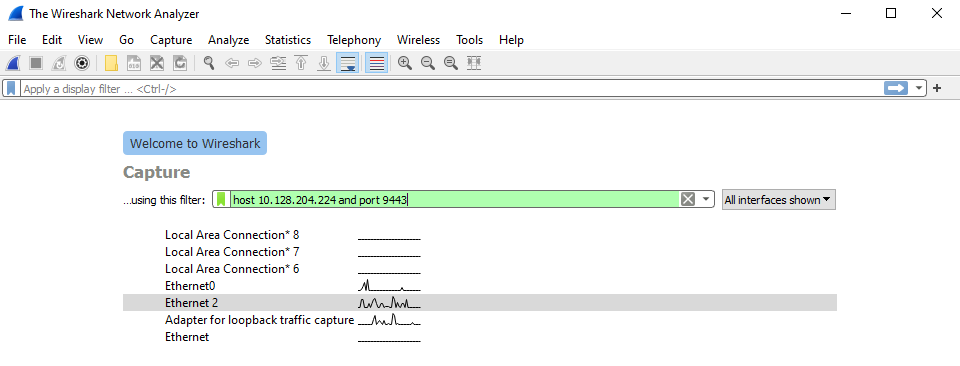 The Wireshark Network Analyzer
File Edit View Go Capture Analyze Statistics Telephony Wireless Tools Help
Apply a display filter ... <Ctrl-/>
Welcome to Wireshark
Capture
...using this filter: host 10.128.204.224 and port 9443 All interfaces shown
Local Area Connection* 8
Local Area Connection* 7
Local Area Connection* 6
Ethernet0
Ethernet 2
Adapter for loopback traffic capture
Ethernet